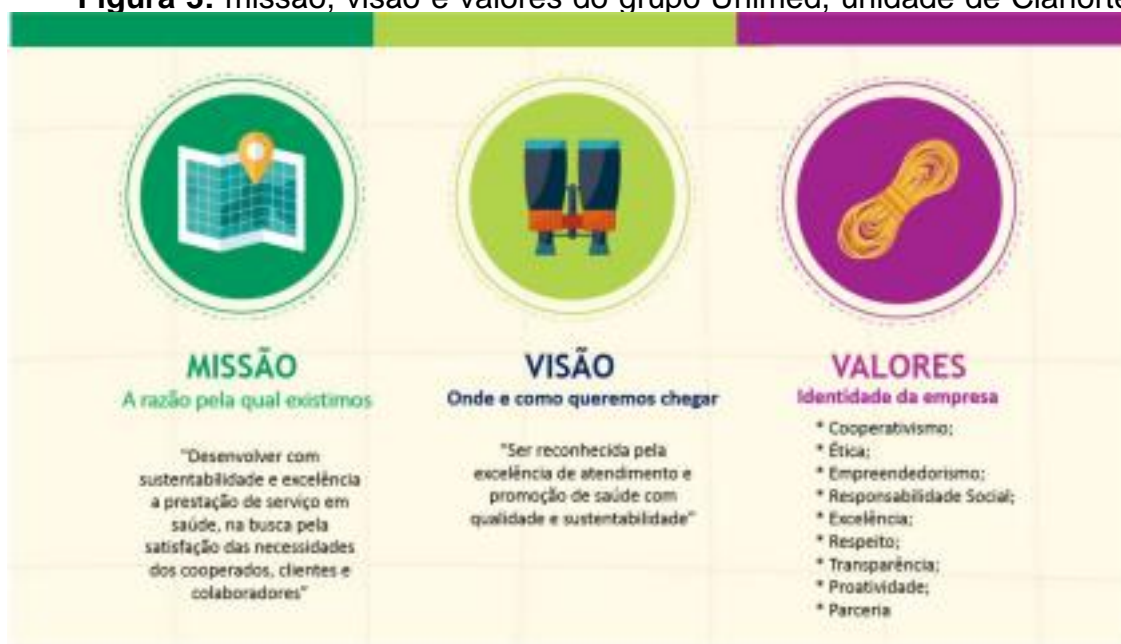 Figura 3: missão, visão e valores do grupo Unimed, unidade de Cianorte
MISSÃO
A razão pela qual existimos
"Desenvolver com
sustentabilidade e excelência
a prestação de serviço em
saúde, na busca pela
satisfação das necessidades
dos cooperados, clientes e
colaboradores"
VISÃO
Onde e como queremos chegar
"Ser reconhecida pela
excelência de atendimento e
promoção de saúde com
qualidade e sustentabilidade"
VALORES
Identidade da empresa
* Cooperativismo;
* Ética;
* Empreendedorismo;
* Responsabilidade Social;
* Excelência;
* Respeito;
* Transparência;
* Proatividade;
* Parceria